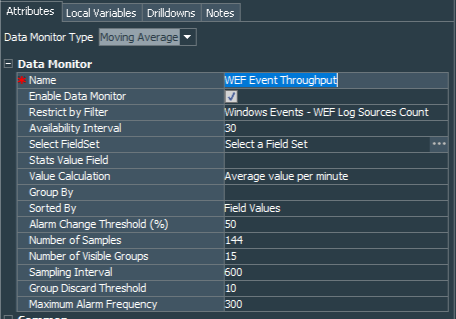 Attributes Local Variables Drilldowns Notes
Data Monitor Type Moving Average
Data Monitor
Name WEF Event Throughput
Enable Data Monitor
Restrict by Filter Windows Events - WEF Log Sources Count
Availability Interval 30
Select FieldSet Select a Field Set ...
Stats Value Field
Value Calculation Average value per minute
Group By
Sorted By Field Values
Alarm Change Threshold (%) 50
Number of Samples 144
Number of Visible Groups 15
Sampling Interval 600
Group Discard Threshold 10
Maximum Alarm Frequency 300
Common